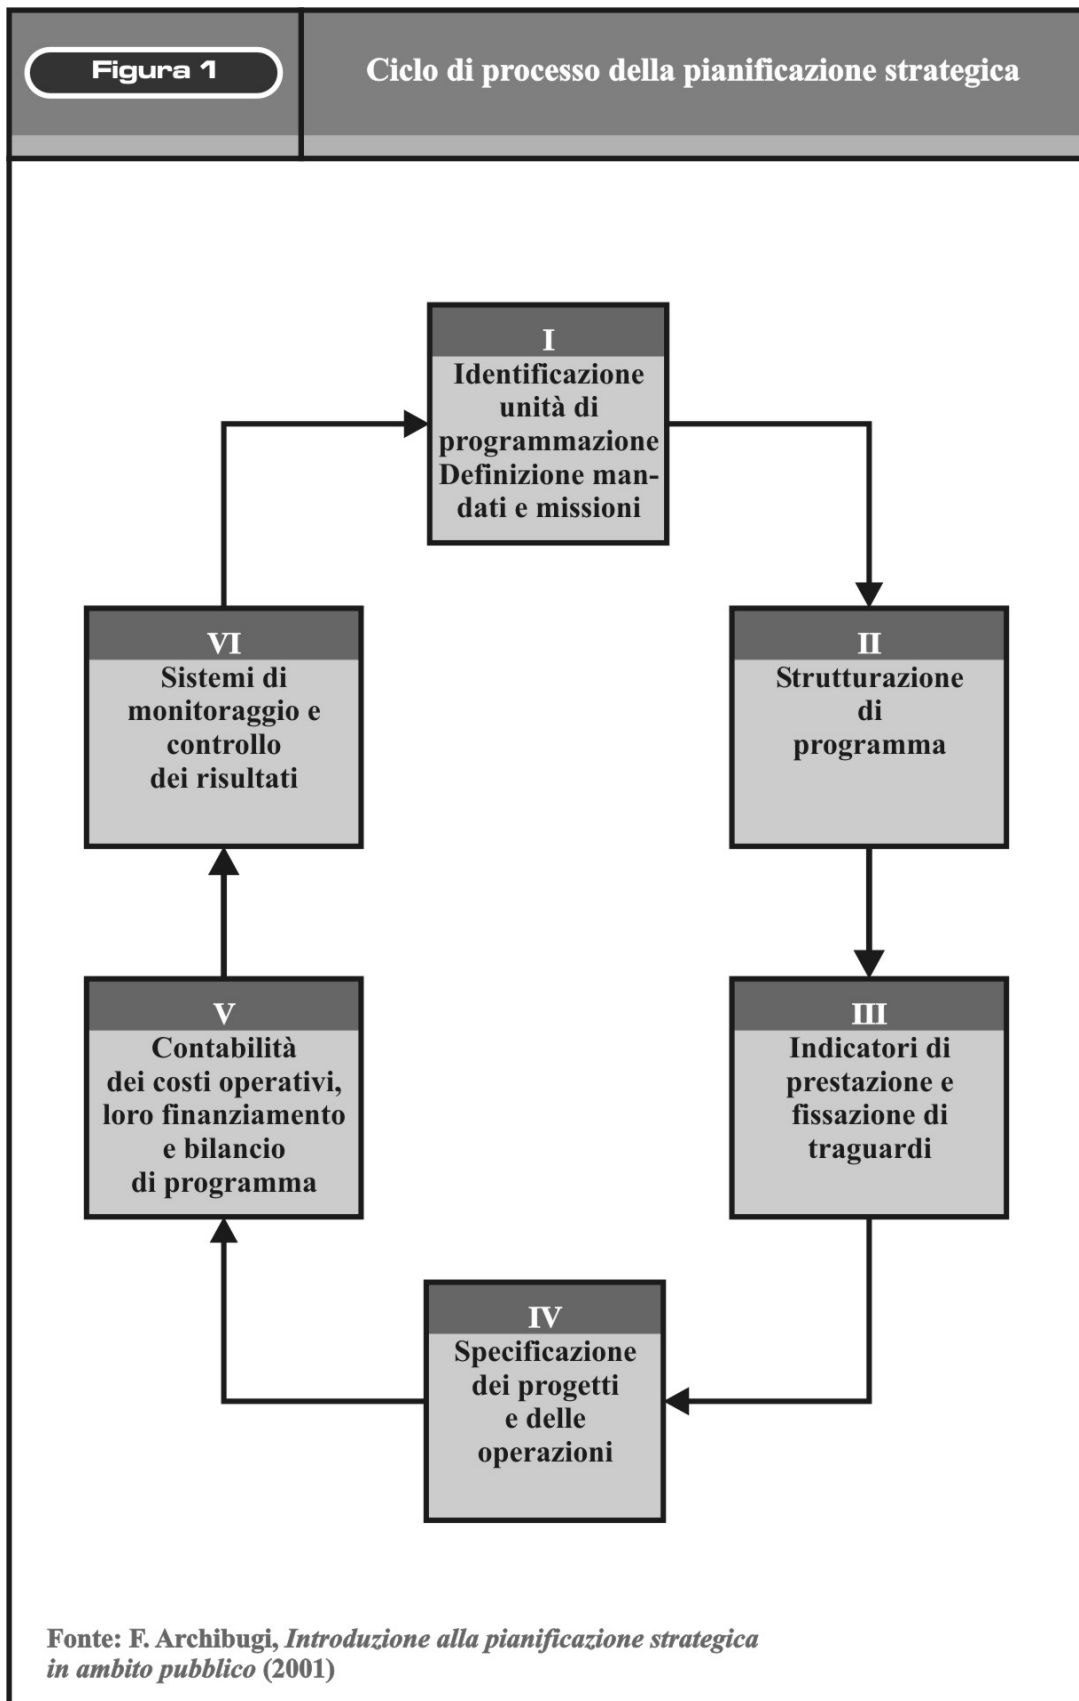 Figura 1
Ciclo di processo della pianificazione strategica
I
Identificazione
unità di
programmazione
Definizione man-
dati e missioni
VI
Sistemi di
monitoraggio e
controllo
dei risultati
II
Strutturazione
di
programma
V
Contabilità
dei costi operativi,
loro finanziamento
e bilancio
di programma
III
Indicatori di
prestazione e
fissazione di
traguardi
IV
Specificazione
dei progetti
e delle
operazioni
Fonte: F. Archibugi, Introduzione alla pianificazione strategica
in ambito pubblico (2001)